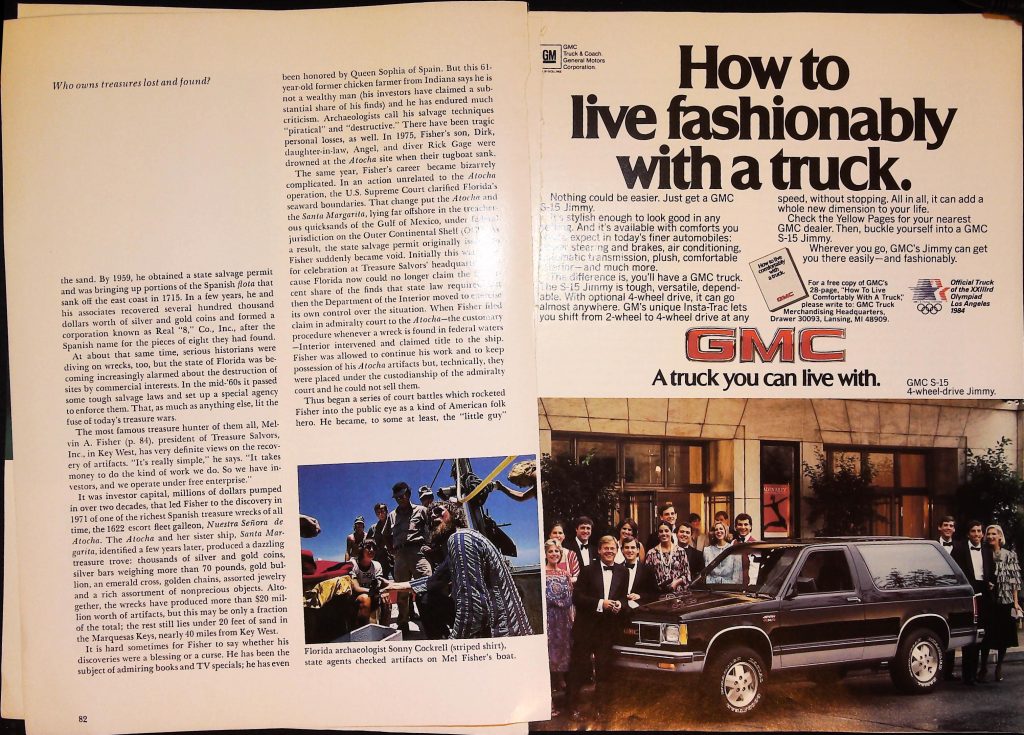 Who owns treasures lost and found?
the sand. By 1959, he obtained a state salvage permit
and was bringing up portions of the Spanish flota that
sank off the east coast in 1715. In a few years, he and
his associates recovered several hundred thousand
dollars worth of silver and gold coins and formed a
corporation known as Real "8," Co., Inc., after the
Spanish name for the pieces of eight they had found.
At about that same time, serious historians were
diving on wrecks, too, but the state of Florida was be-
coming increasingly alarmed about the destruction of
sites by commercial interests. In the mid-'60s it passed
some tough salvage laws and set up a special agency
to enforce them. That, as much as anything else, lit the
fuse of today's treasure wars.
The most famous treasure hunter of them all, Mel-
vin A. Fisher (p. 84), president of Treasure Salvors,
Inc., in Key West, has very definite views on the recov-
ery of artifacts. "It's really simple," he says. "It takes
money to do the kind of work we do. So we have in-
vestors, and we operate under free enterprise."
It was investor capital, millions of dollars pumped
in over two decades, that led Fisher to the discovery in
1971 of one of the richest Spanish treasure wrecks of all
time, the 1622 escort fleet galleon, Nuestra Señora de
Atocha. The Atocha and her sister ship, Santa Mar-
garita, identified a few years later, produced a dazzling
treasure trove: thousands of silver and gold coins,
silver bars weighing more than 70 pounds, gold bul-
lion, an emerald cross, golden chains, assorted jewelry
and a rich assortment of nonprecious objects. Alto-
gether, the wrecks have produced more than $20 mil-
lion worth of artifacts, but this may be only a fraction
of the total; the rest still lies under 20 feet of sand in
the Marquesas Keys, nearly 40 miles from Key West.
It is hard sometimes for Fisher to say whether his
discoveries were a blessing or a curse. He has been the
subject of admiring books and TV specials; he has even
82
been honored by Queen Sophia of Spain. But this 61-
year-old former chicken farmer from Indiana says he is
not a wealthy man (his investors have claimed a sub-
stantial share of his finds) and he has endured much
criticism. Archaeologists call his salvage techniques
"piratical" and "destructive." There have been tragic
personal losses, as well. In 1975, Fisher's son, Dirk,
daughter-in-law, Angel, and diver Rick Gage were
drowned at the Atocha site when their tugboat sank.
The same year, Fisher's career became bizarrely
complicated. In an action unrelated to the Atocha
operation, the U.S. Supreme Court clarified Florida's
seaward boundaries. That change put the Atocha and
the Santa Margarita, lying far offshore in the treacher-
ous quicksands of the Gulf of Mexico, under federal
jurisdiction on the Outer Continental Shelf
a result, the state salvage permit originally
Fisher suddenly became void. Initially this was
for celebration at Treasure Salvors' headquarters
cause Fisher now could no longer claim the
cent share of the finds that state law required
then the Department of the Interior moved to exercise
its own control over the situation. When Fisher filed
claim in admiralty court to the Atocha—the customary
procedure whenever a wreck is found in federal waters
—Interior intervened and claimed title to the ship.
Fisher was allowed to continue his work and to keep
possession of his Atocha artifacts but, technically, they
were placed under the custodianship of the admiralty
court and he could not sell them.
Thus began a series of court battles which rocketed
Fisher into the public eye as a kind of American folk
hero. He became, to some at least, the "little guy"
Florida archaeologist Sonny Cockrell (striped shirt),
state agents checked artifacts on Mel Fisher's boat.
GM
GMC
Truck & Coach.
General Motors
Corporation.
How to
live fashionably
with a truck.
Nothing could be easier. Just get a GMC
S-15 Jimmy.
It's stylish enough to look good in any
And it's available with comforts you
expect in today's finer automobiles:
steering and brakes, air conditioning,
transmission, plush, comfortable
and much more.
The difference is, you'll have a GMC truck.
The S-15 Jimmy is tough, versatile, depend-
able. With optional 4-wheel drive, it can go
almost anywhere. GM's unique Insta-Trac lets
you shift from 2-wheel to 4-wheel drive at any
speed, without stopping. All in all, it can add a
whole new dimension to your life.
Check the Yellow Pages for your nearest
GMC dealer. Then, buckle yourself into a GMC
S-15 Jimmy.
Wherever you go, GMC's Jimmy can get
you there easily—and fashionably.
How to live
comfortably
with a truck.
GMC
For a free copy of GMC's
28-page, "How To Live
Comfortably With A Truck,"
please write to: GMC Truck
Merchandising Headquarters,
Drawer 30093, Lansing, MI 48909.
Official Truck
of the XXIIIrd
Olympiad
Los Angeles
1984
GMC
A truck you can live with.
GMC S-15
4-wheel-drive Jimmy.